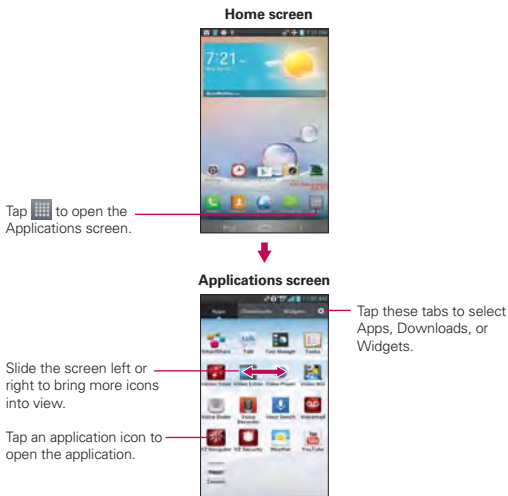 Home screen
7:21
Tap to open the
Applications screen.
Applications screen
Apps Downloads Widgets
Tap these tabs to select
Apps, Downloads, or
Widgets.
SmartShare Talk Task Manager Tasks
Slide the screen left or
right to bring more icons
into view.
Video Editor Video Player
Voice Dialer Voice Recorder Voice Search Voicemail
Tap an application icon to
open the application.
VZ Navigator VZ Security Weather YouTube